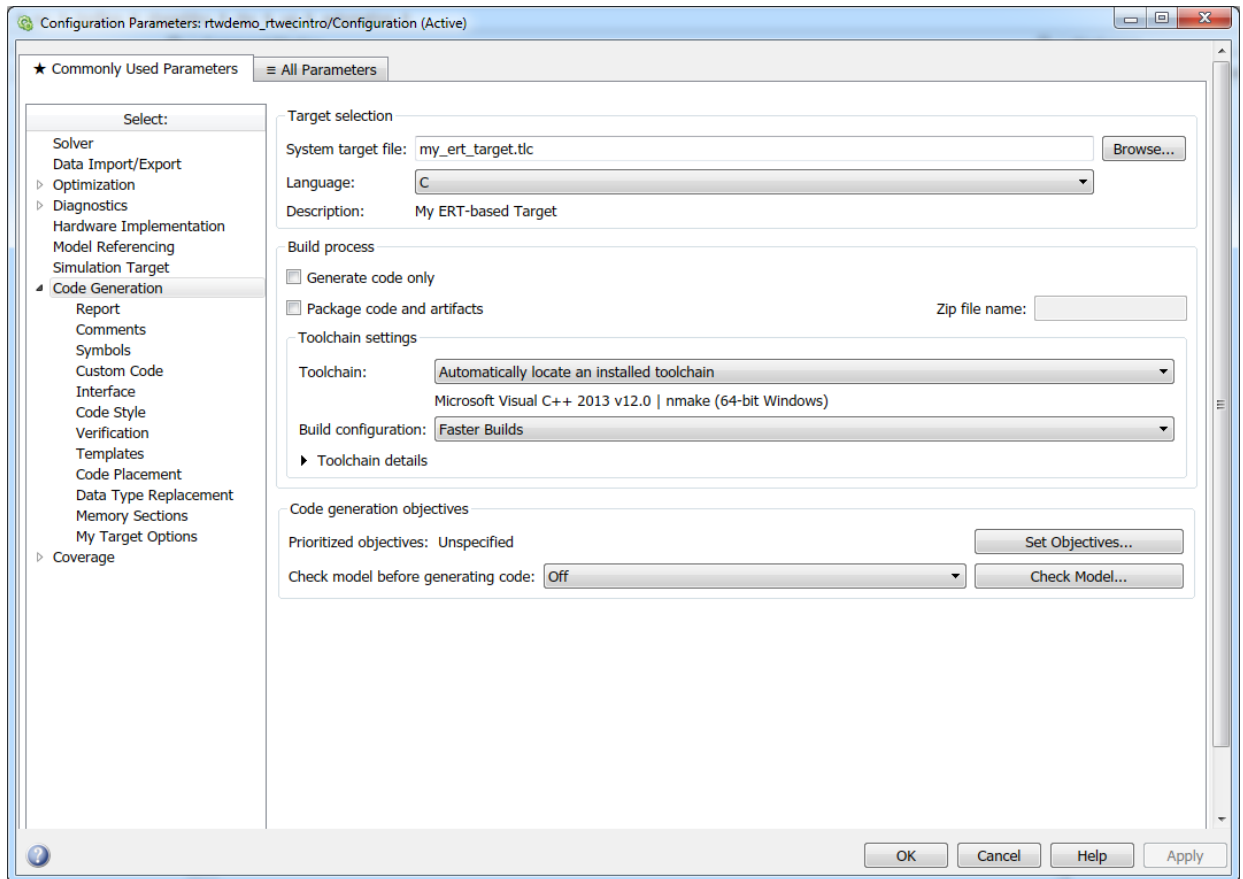 Configuration Parameters: rtwdemo_rtwecintro/Configuration (Active)
★ Commonly Used Parameters
≡ All Parameters
Select:
Solver
Data Import/Export
Optimization
Diagnostics
Hardware Implementation
Model Referencing
Simulation Target
Code Generation
Report
Comments
Symbols
Custom Code
Interface
Code Style
Verification
Templates
Code Placement
Data Type Replacement
Memory Sections
My Target Options
Coverage
Target selection
System target file: my_ert_target.tlc Browse...
Language: C
Description: My ERT-based Target
Build process
Generate code only
Package code and artifacts Zip file name:
Toolchain settings
Toolchain: Automatically locate an installed toolchain
Microsoft Visual C++ 2013 v12.0 | nmake (64-bit Windows)
Build configuration: Faster Builds
Toolchain details
Code generation objectives
Prioritized objectives: Unspecified Set Objectives...
Check model before generating code: Off Check Model...
OK Cancel Help Apply